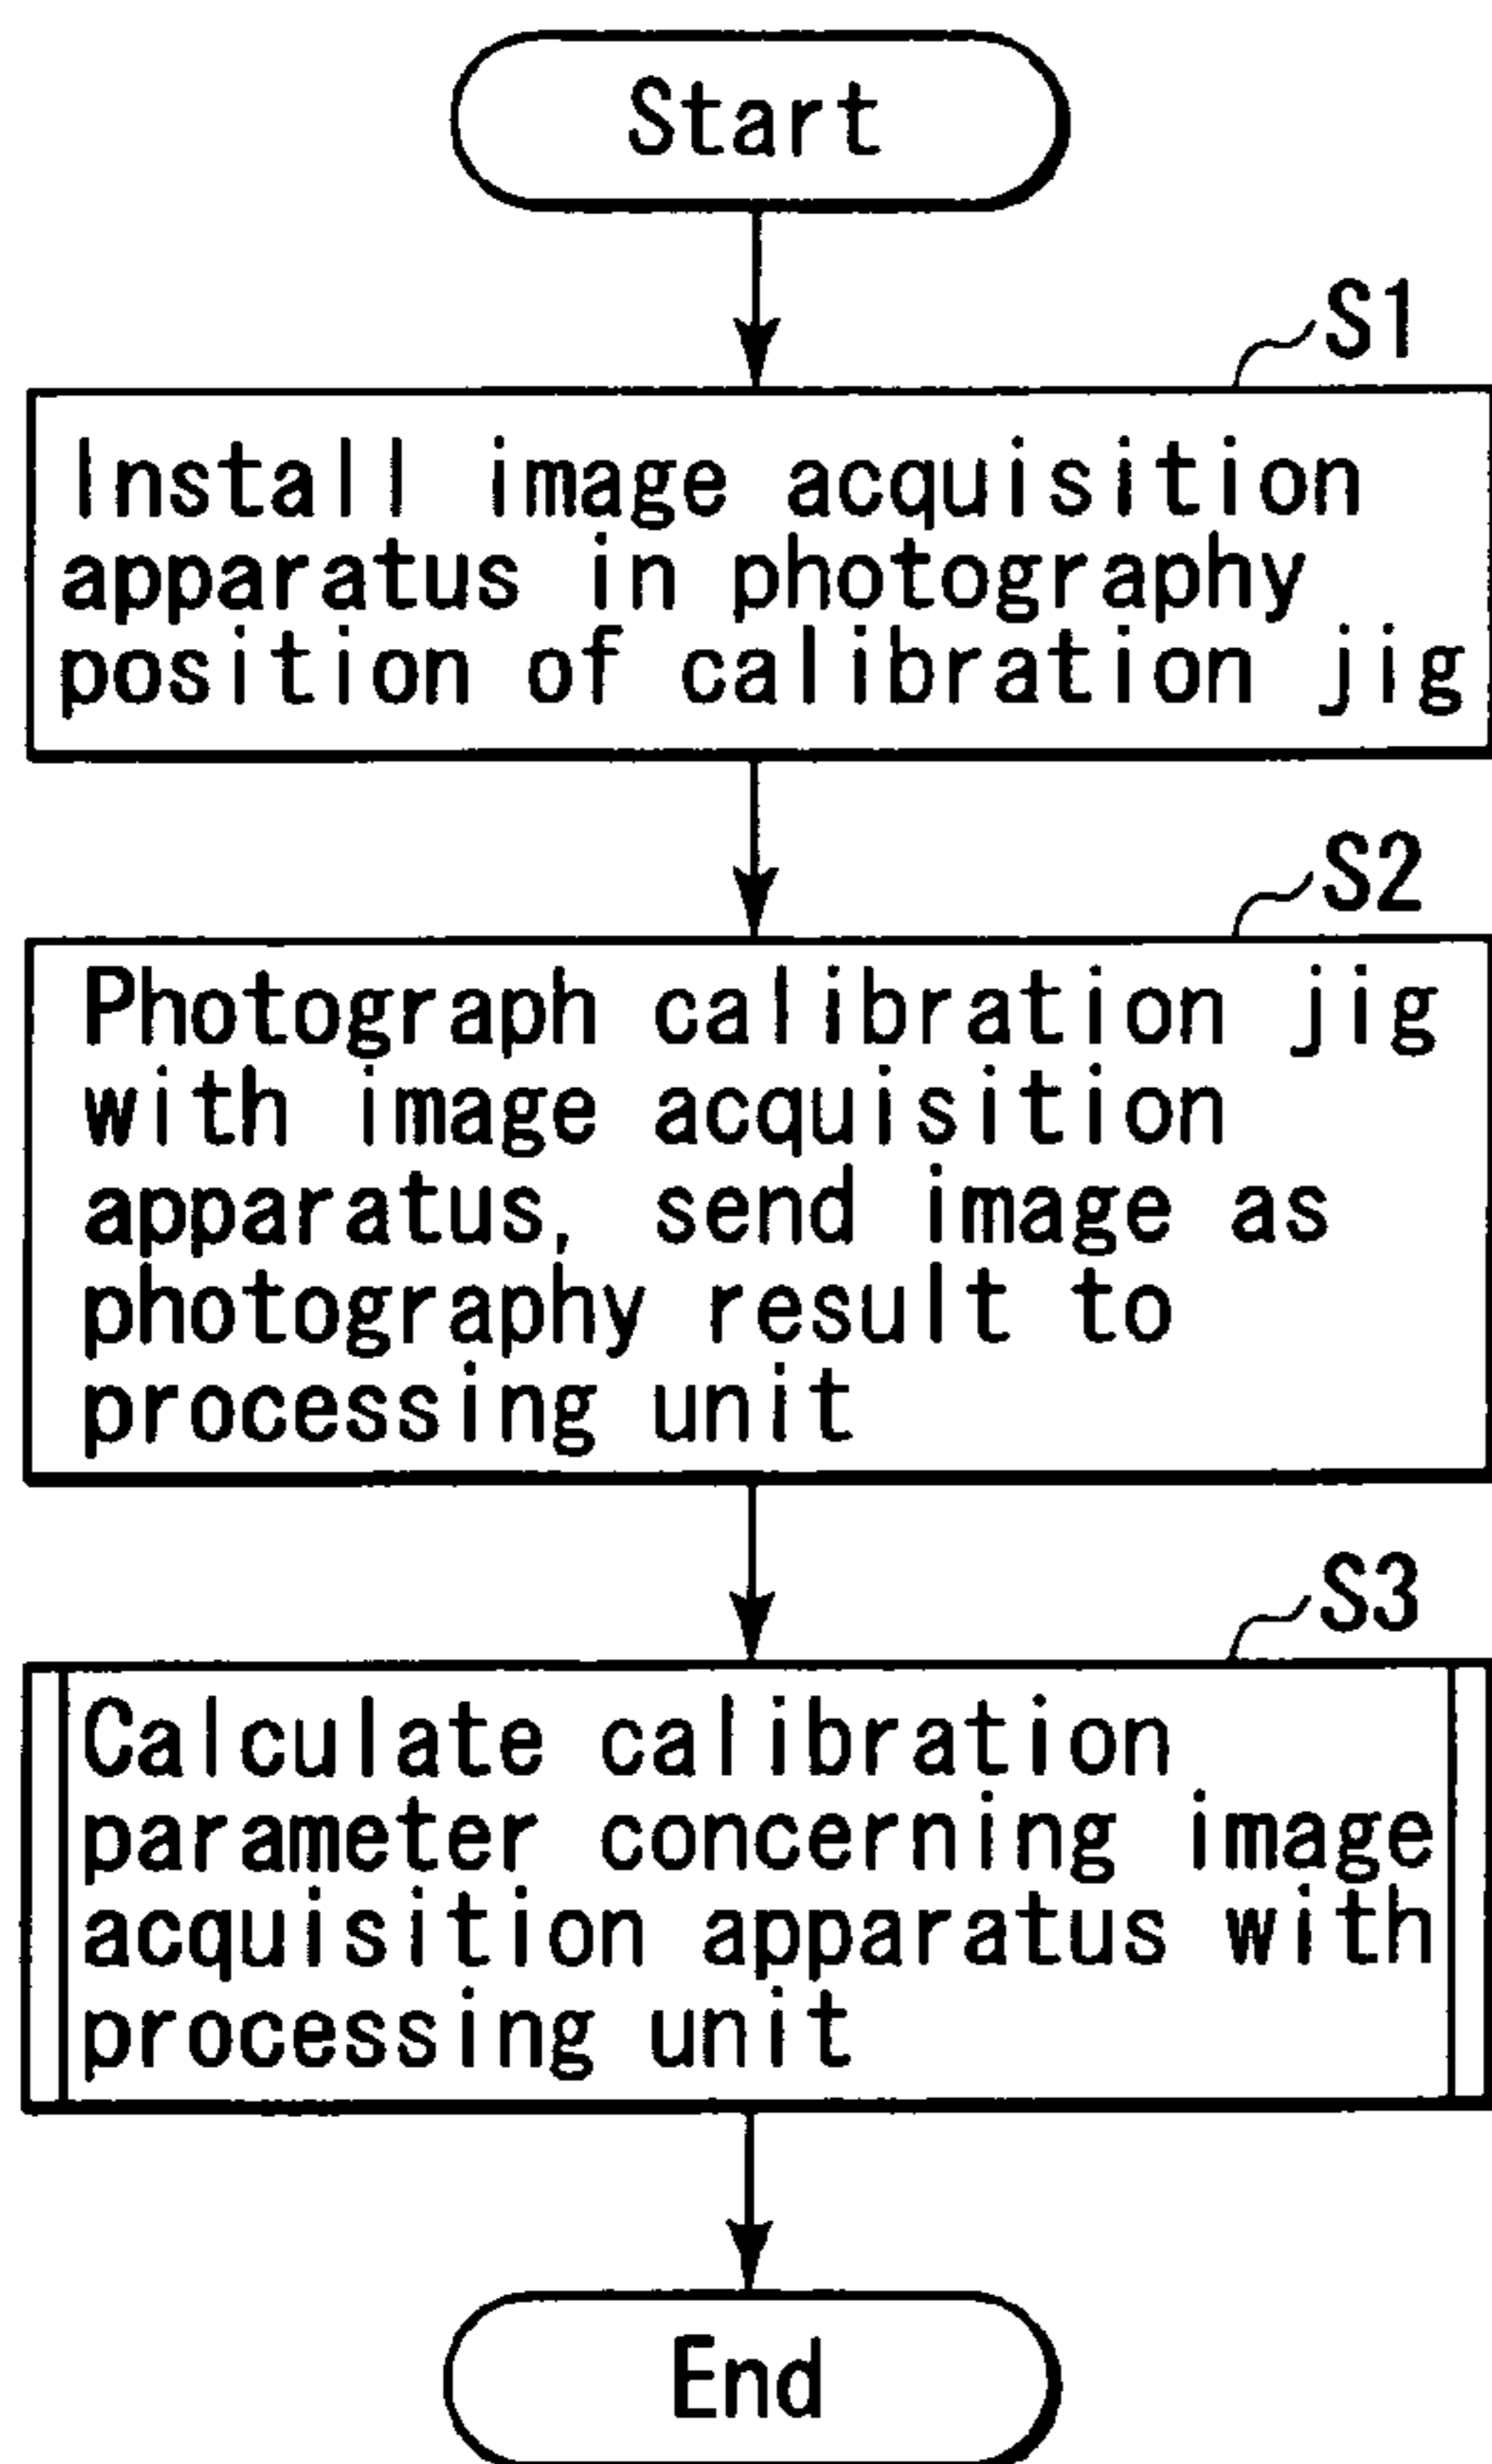 Start
S1
Install image acquisition
apparatus in photography
position of calibration jig
S2
Photograph calibration jig
with image acquisition
apparatus, send image as
photography result to
processing unit
S3
Calculate calibration
parameter concerning image
acquisition apparatus with
processing unit
End